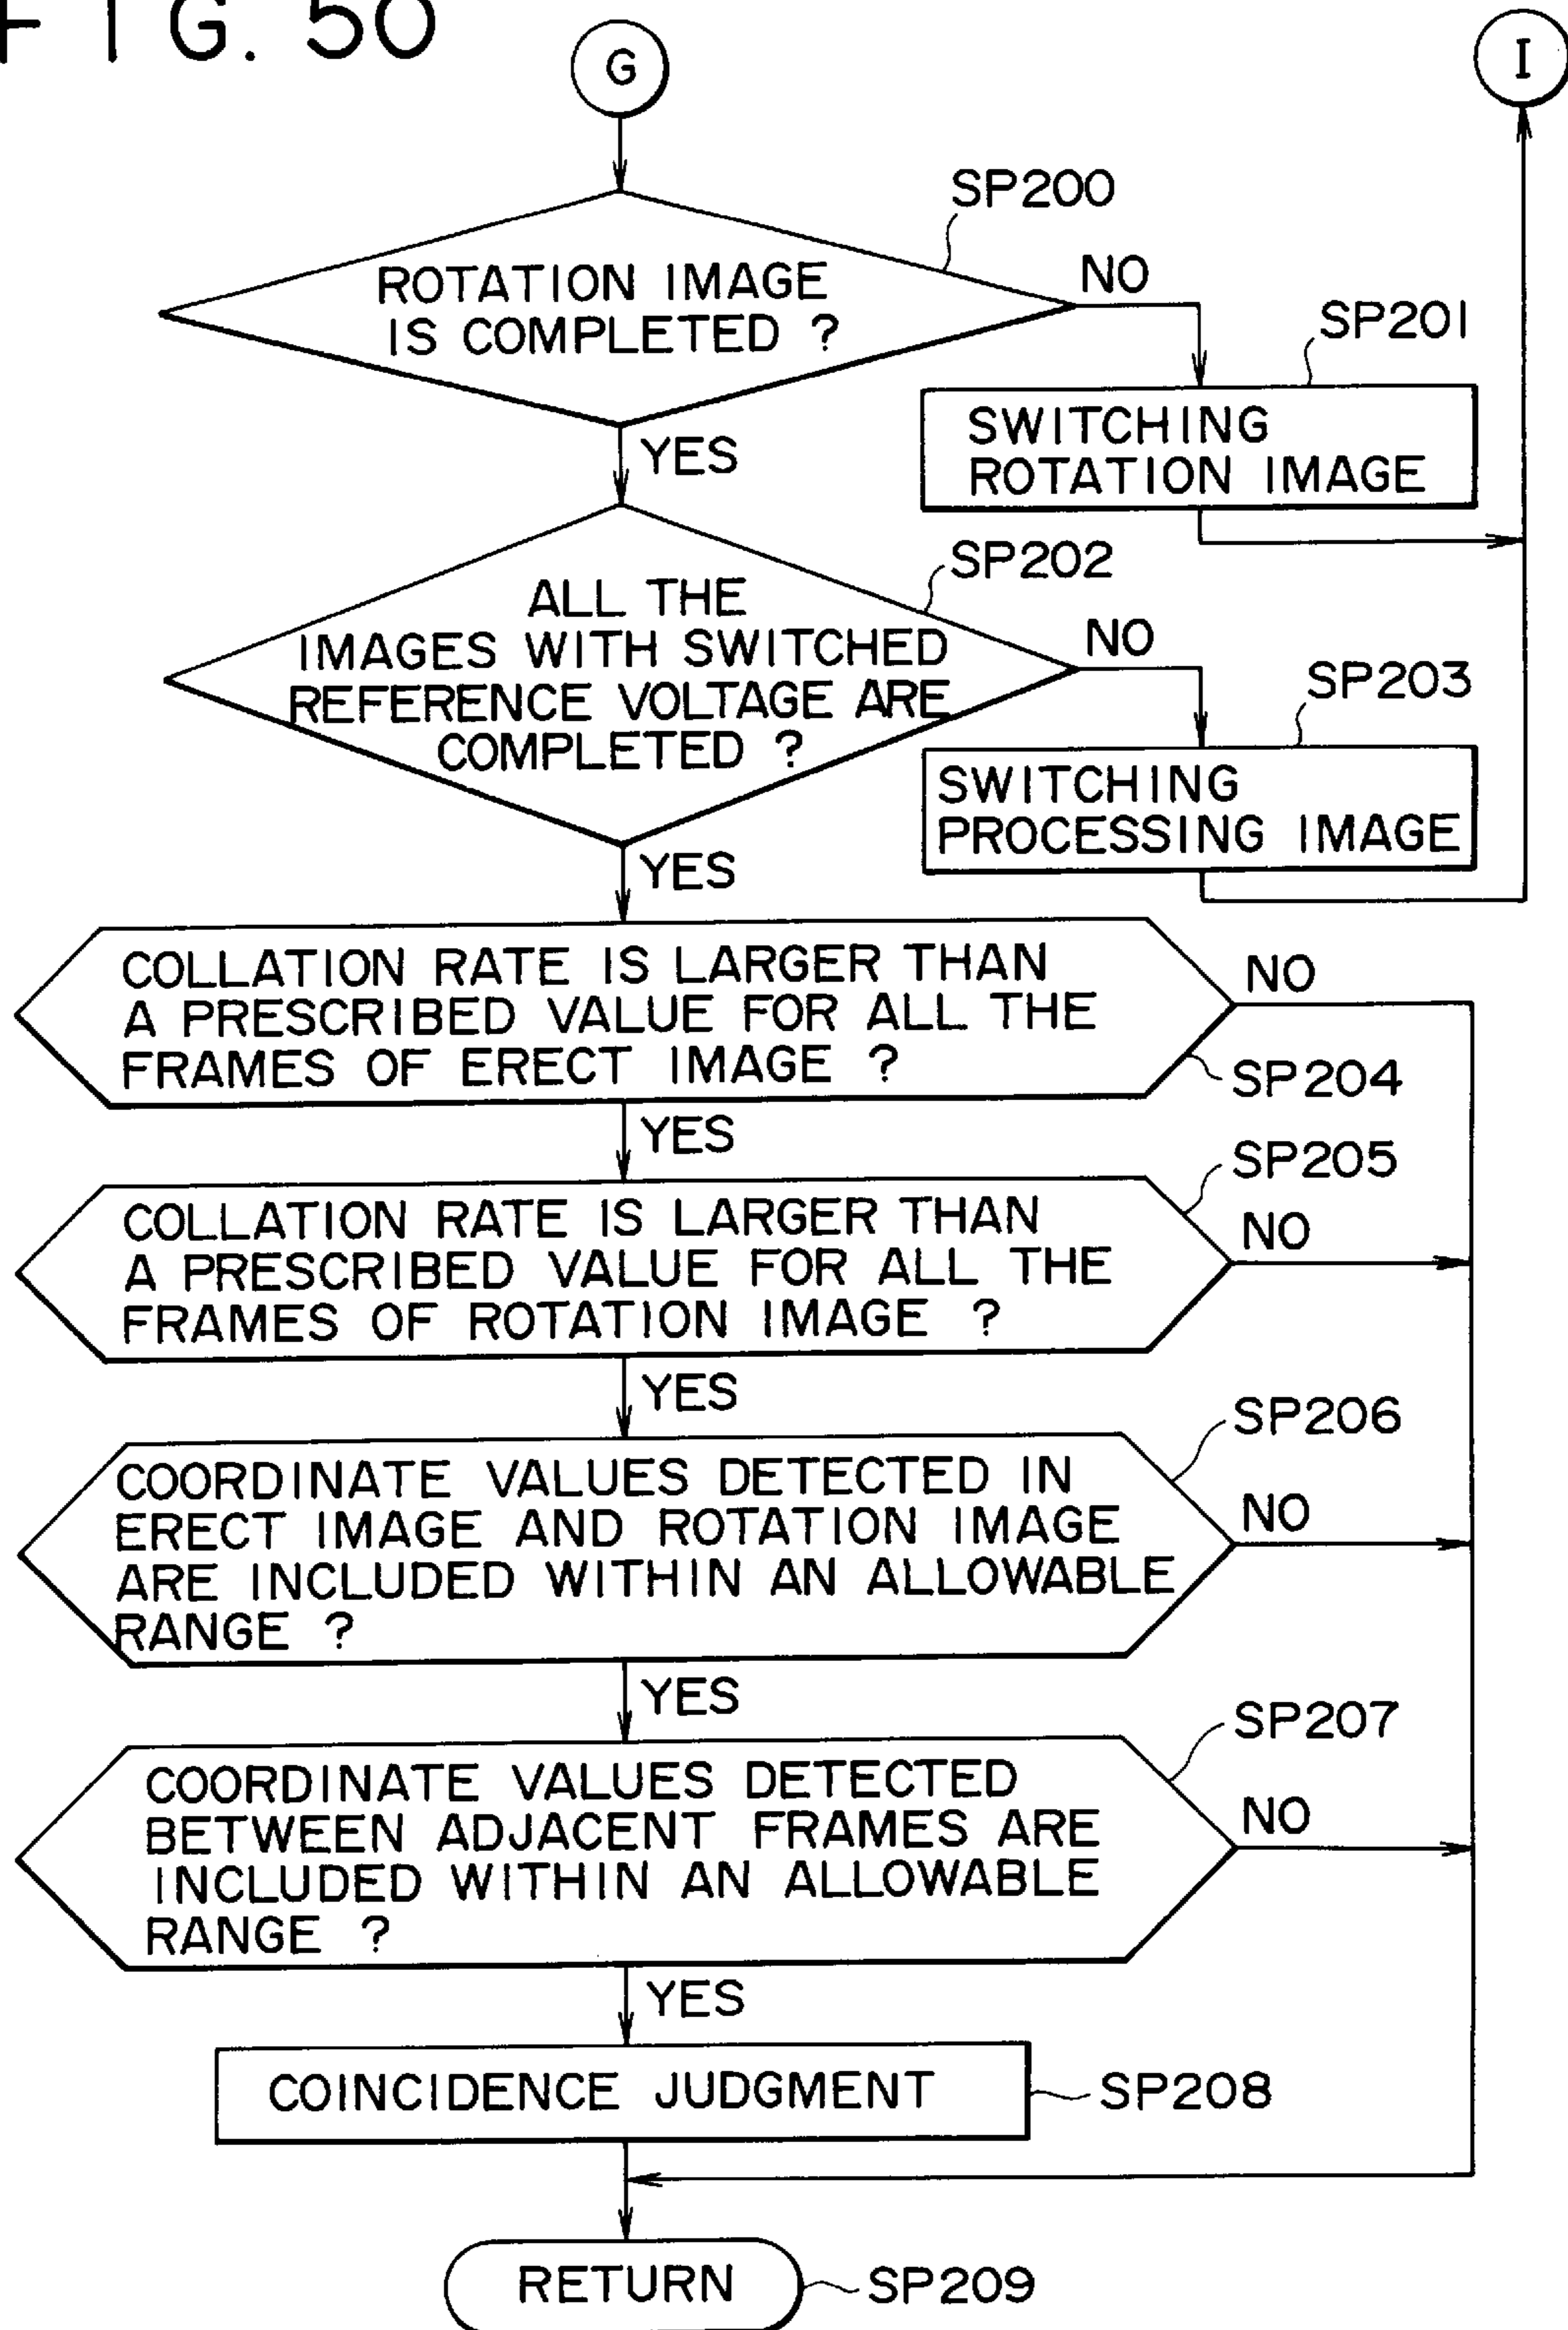 FIG. 50
G
I
SP200
ROTATION IMAGE
IS COMPLETED ?
NO
SP201
SWITCHING
ROTATION IMAGE
YES
SP202
ALL THE
IMAGES WITH SWITCHED
REFERENCE VOLTAGE ARE
COMPLETED ?
NO
SP203
SWITCHING
PROCESSING IMAGE
YES
COLLATION RATE IS LARGER THAN
A PRESCRIBED VALUE FOR ALL THE
FRAMES OF ERECT IMAGE ?
NO
SP204
YES
SP205
COLLATION RATE IS LARGER THAN
A PRESCRIBED VALUE FOR ALL THE
FRAMES OF ROTATION IMAGE ?
NO
YES
SP206
COORDINATE VALUES DETECTED IN
ERECT IMAGE AND ROTATION IMAGE
ARE INCLUDED WITHIN AN ALLOWABLE
RANGE ?
NO
YES
SP207
COORDINATE VALUES DETECTED
BETWEEN ADJACENT FRAMES ARE
INCLUDED WITHIN AN ALLOWABLE
RANGE ?
NO
YES
COINCIDENCE JUDGMENT
SP208
RETURN
SP209